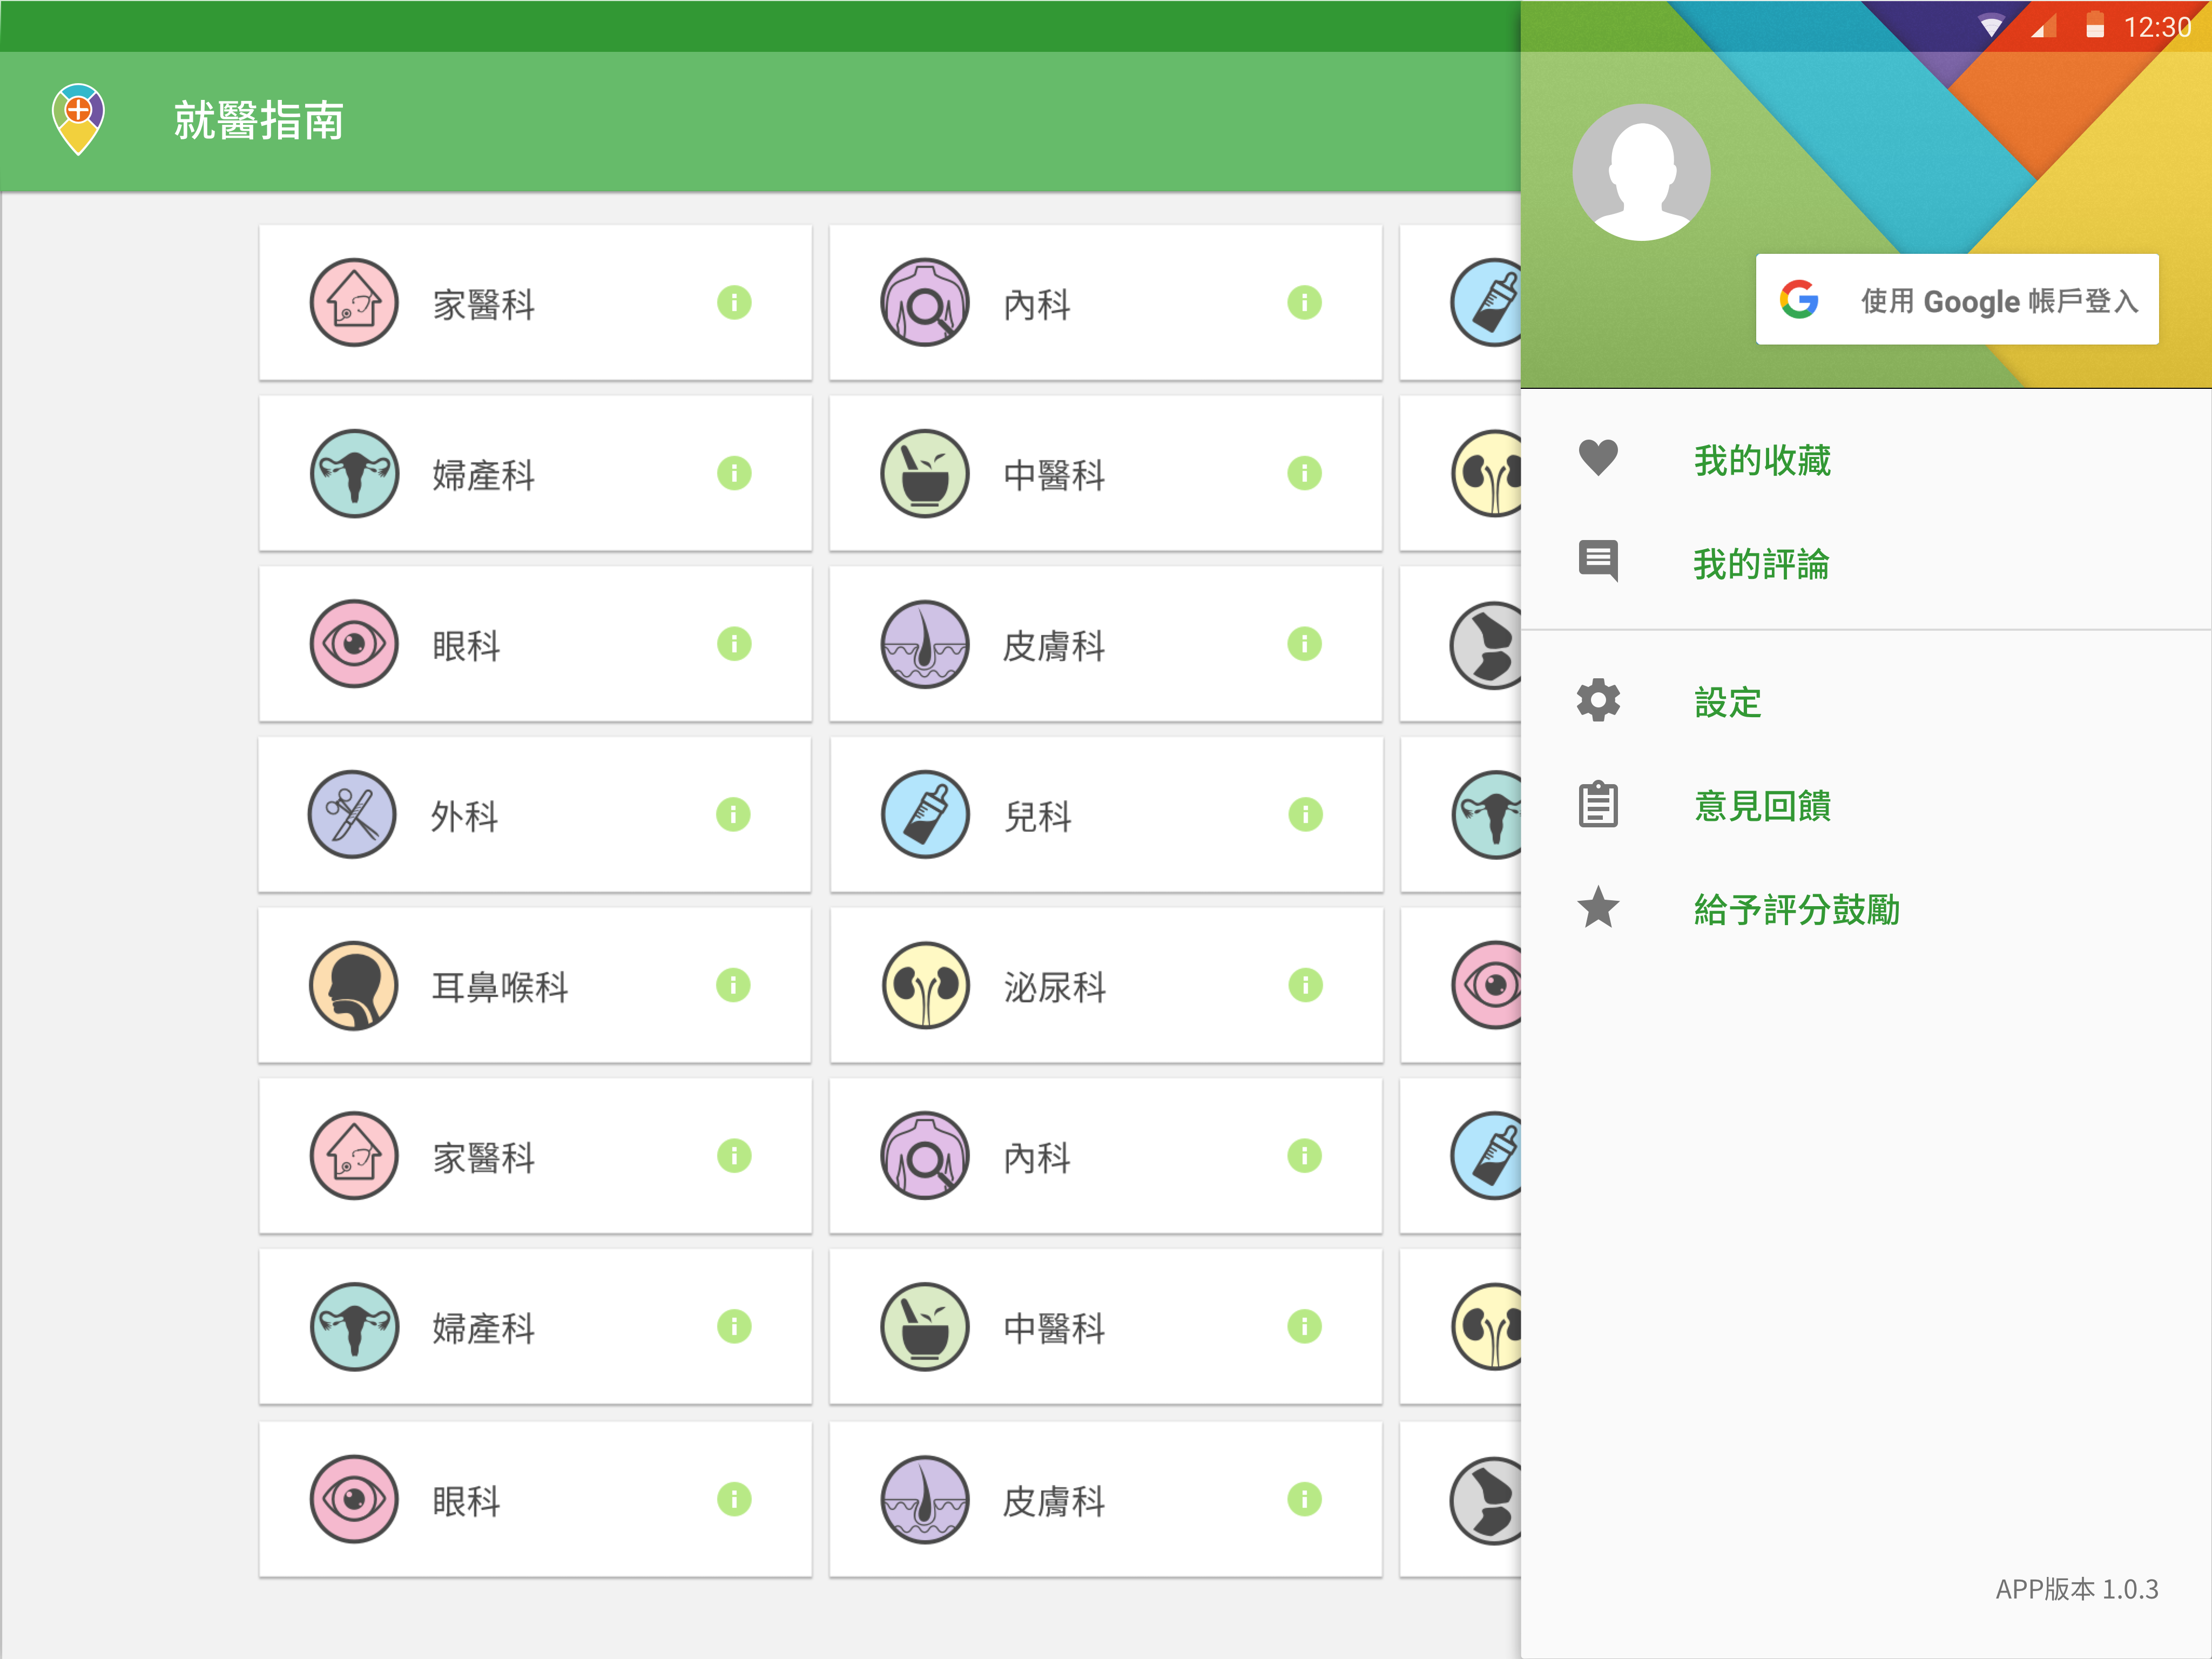 12:30
就醫指南
使用 Google 帳戶登入
家醫科
內科
婦產科
中醫科
眼科
皮膚科
外科
兒科
耳鼻喉科
泌尿科
家醫科
內科
婦產科
中醫科
眼科
皮膚科
我的收藏
我的評論
設定
意見回饋
給予評分鼓勵
APP版本 1.0.3